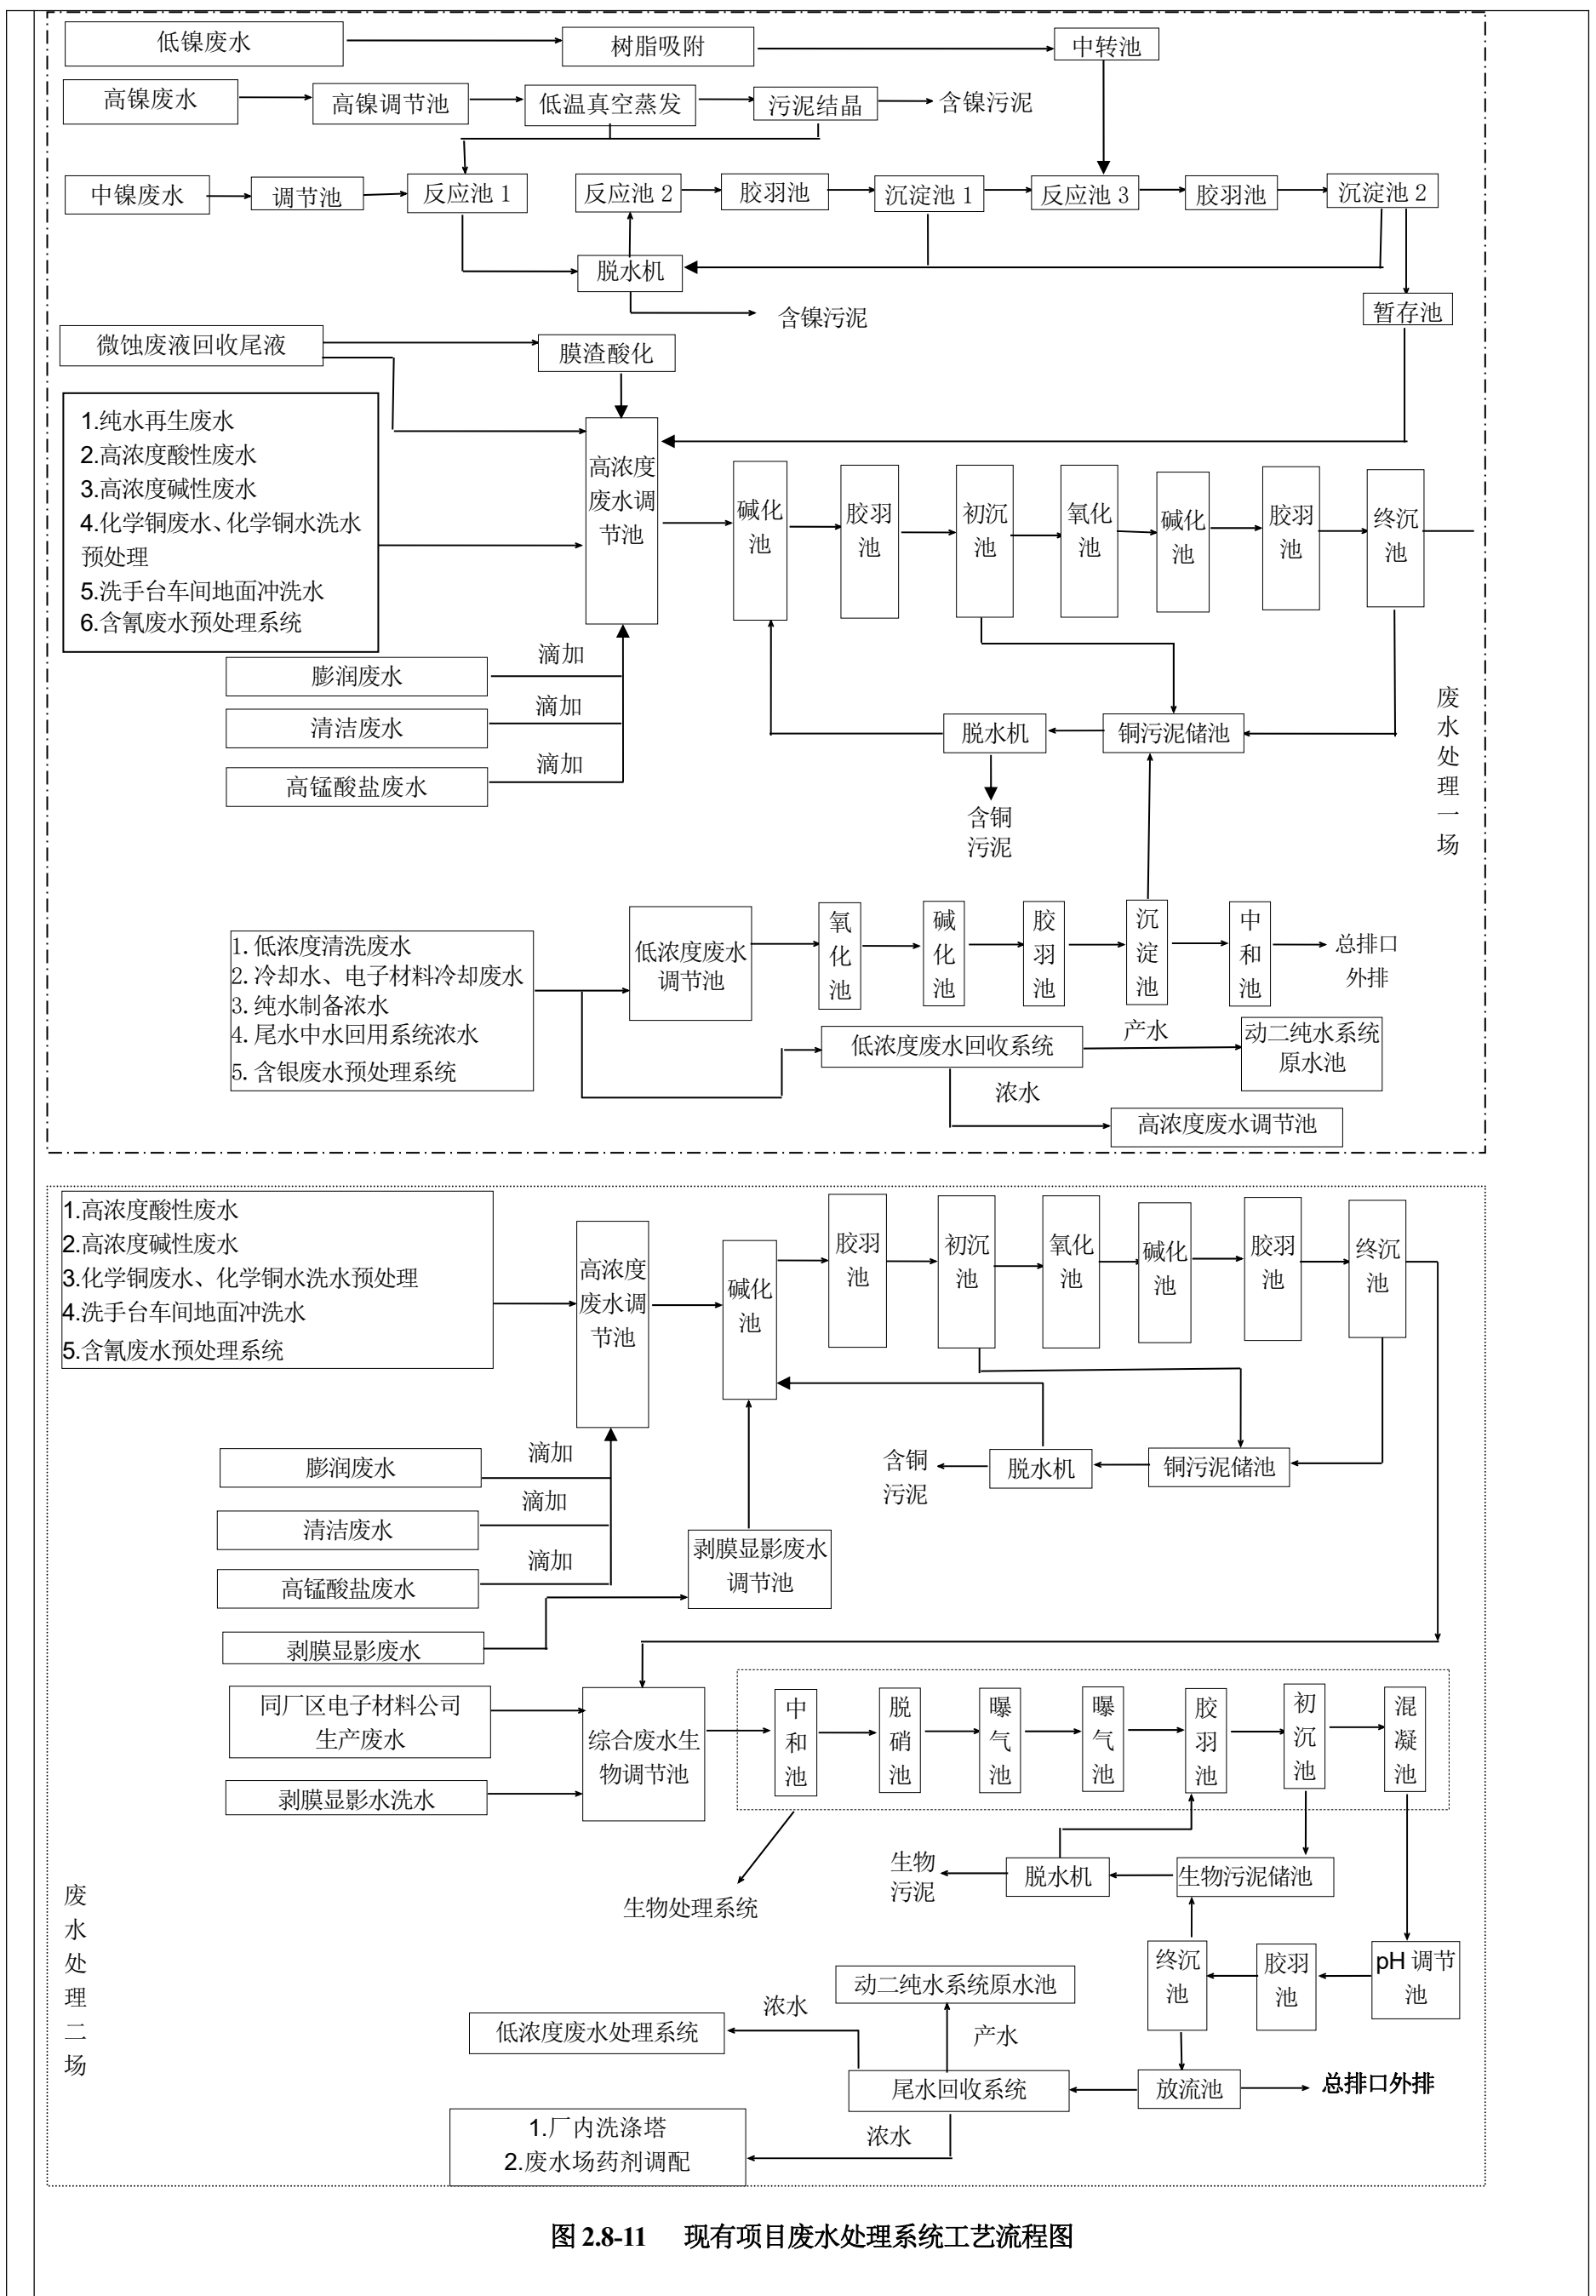 低镍废水
树脂吸附
中转池
高镍废水
高镍调节池
低温真空蒸发
污泥结晶
含镍污泥
中镍废水
调节池
反应池 1
反应池 2
胶羽池
沉淀池 1
反应池 3
胶羽池
沉淀池 2
脱水机
含镍污泥
暂存池
微蚀废液回收尾液
膜渣酸化
1.纯水再生废水
2.高浓度酸性废水
3.高浓度碱性废水
4.化学铜废水、化学铜水洗水
预处理
5.洗手台车间地面冲洗水
6.含氰废水预处理系统
高浓度
废水调
节池
碱化
池
胶羽
池
初沉
池
氧化
池
碱化
池
胶羽
池
终沉
池
膨润废水
滴加
清洁废水
滴加
高锰酸盐废水
滴加
脱水机
铜污泥储池
含铜
污泥
废
水
处
理
一
场
1. 低浓度清洗废水
2. 冷却水、电子材料冷却废水
3. 纯水制备浓水
4. 尾水中水回用系统浓水
5. 含银废水预处理系统
低浓度废水
调节池
氧
化
池
碱
化
池
胶
羽
池
沉
淀
池
中
和
池
总排口
外排
低浓度废水回收系统
产水
动二纯水系统
原水池
浓水
高浓度废水调节池
1.高浓度酸性废水
2.高浓度碱性废水
3.化学铜废水、化学铜水洗水预处理
4.洗手台车间地面冲洗水
5.含氰废水预处理系统
高浓度
废水调
节池
碱化
池
胶羽
池
初沉
池
氧化
池
碱化
池
胶羽
池
终沉
池
膨润废水
滴加
清洁废水
滴加
高锰酸盐废水
滴加
含铜
污泥
脱水机
铜污泥储池
剥膜显影废水
调节池
剥膜显影废水
同厂区电子材料公司
生产废水
剥膜显影水洗水
综合废水生
物调节池
中
和
池
脱
硝
池
曝
气
池
曝
气
池
胶
羽
池
初
沉
池
混
凝
池
生物处理系统
生物
污泥
脱水机
生物污泥储池
废
水
处
理
二
场
终沉
池
胶羽
池
pH 调节
池
动二纯水系统原水池
浓水
低浓度废水处理系统
产水
尾水回收系统
放流池
总排口外排
1.厂内洗涤塔
2.废水场药剂调配
浓水
图 2.8-11 现有项目废水处理系统工艺流程图